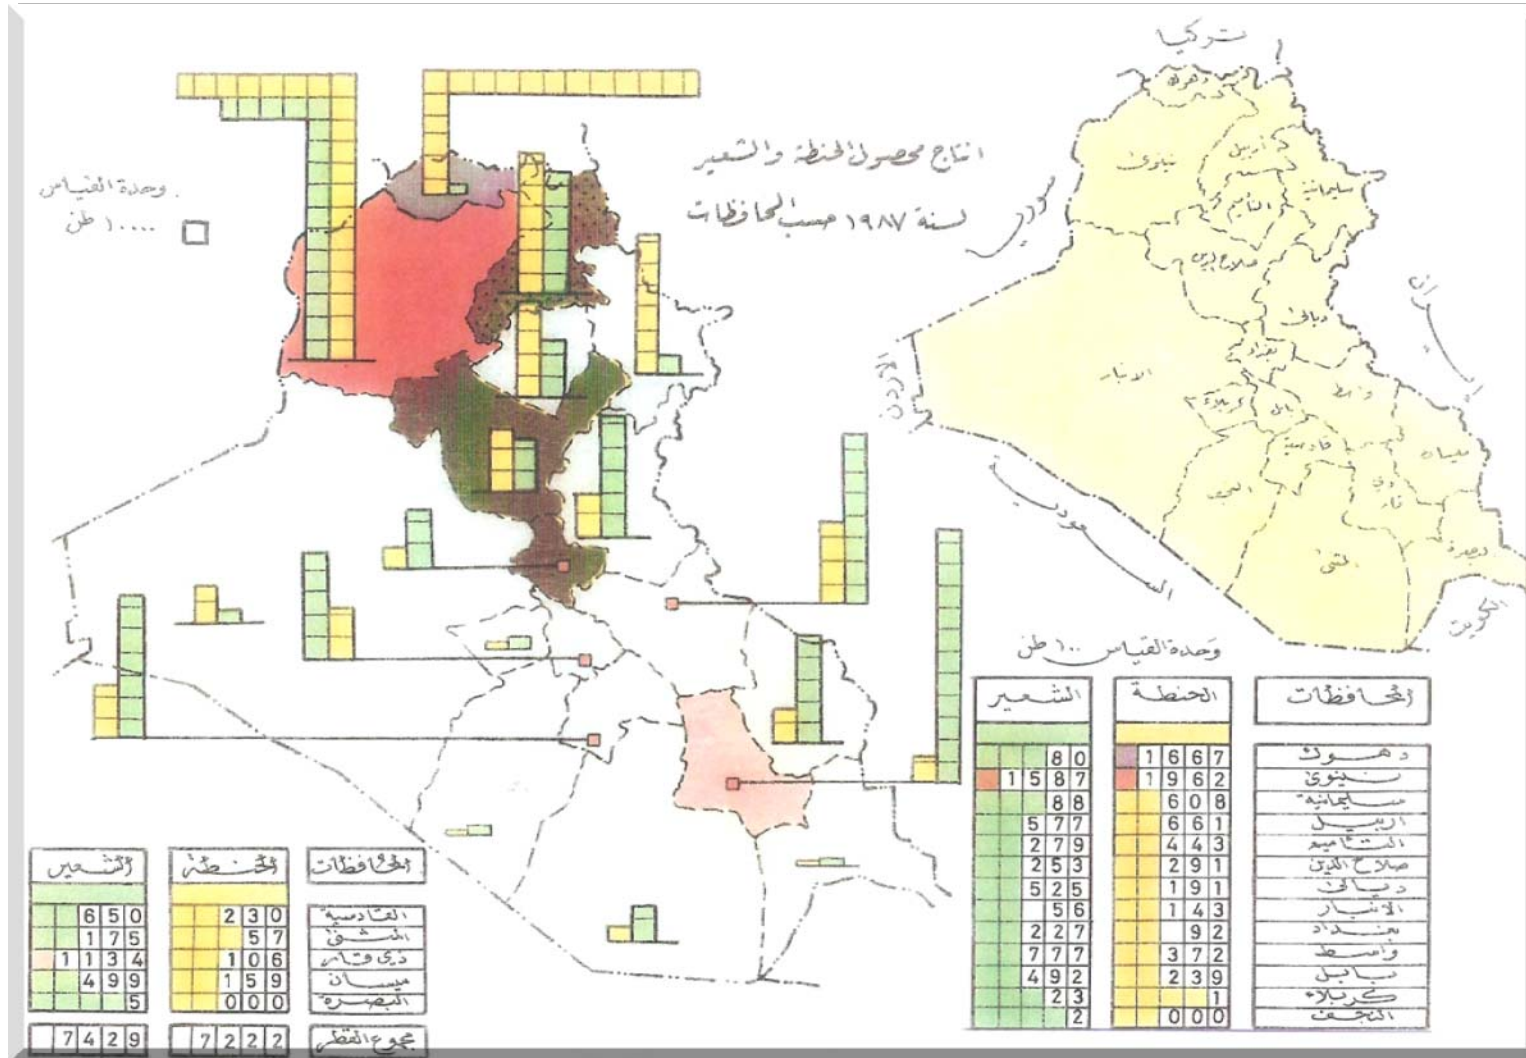 انتاج محصول الحنطة والشعير
لسنة ١٩٨٧ حسب المحافظات
وحدة القياس
١٠٠٠٠ طن
تركيا
سوريا
ايران
الاردن
السعودية
الكويت
دهوك
نينوى
اربيل
سليمانية
التأميم
صلاح الدين
ديالى
بغداد
الانبار
واسط
كربلاء
بابل
قادسية
ميسان
النجف
ذي قار
المثنى
البصرة
وحدة القياس ١٠٠ طن
المحافظات الحنطة الشعير
دهوك 1667 80
نينوى 1962 1587
سليمانية 608 88
اربيل 661 577
التاميم 443 279
صلاح الدين 291 253
ديالى 191 525
الانبار 143 56
بغداد 92 227
واسط 372 777
بابل 239 492
كربلاء 1 23
النجف 000 2
المحافظات الحنطة الشعير
القادسية 230 650
المثنى 57 175
ذي قار 106 1134
ميسان 159 499
البصرة 000 5
مجموع القطر 7222 7429